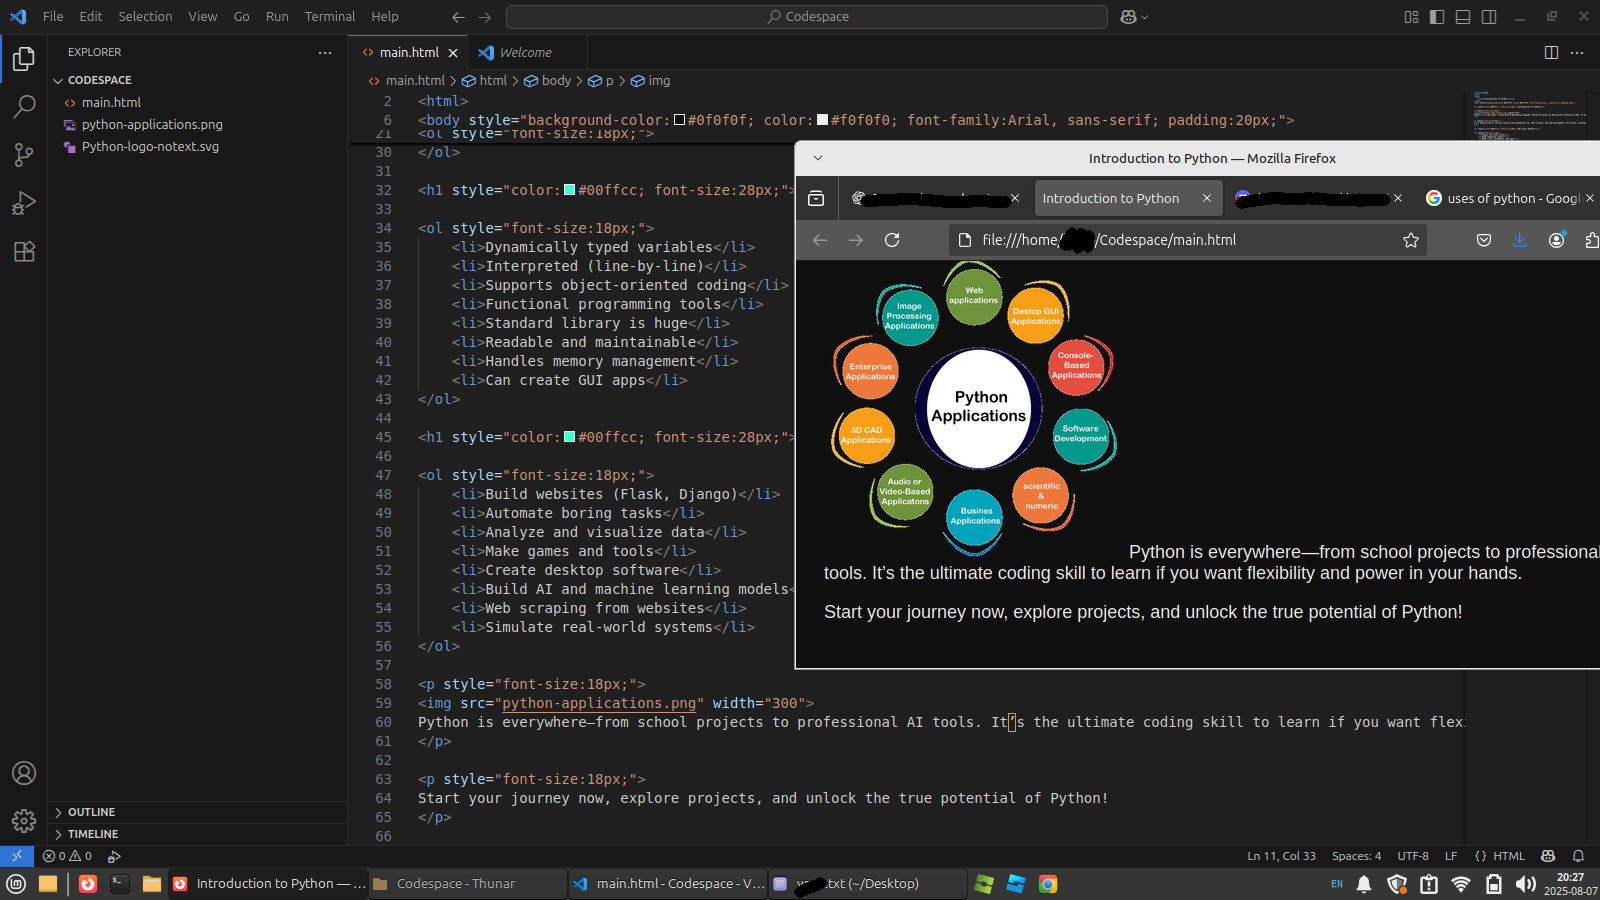 File Edit Selection View Go Run Terminal Help
Codespace
EXPLORER
CODESPACE
main.html
python-applications.png
Python-logo-notext.svg
OUTLINE
TIMELINE
main.html
Welcome
main.html > html > body > p > img
2 <html>
6 <body style="background-color:#0f0f0f; color:#f0f0f0; font-family:Arial, sans-serif; padding:20px;">
21 <ol style="font-size:18px;">
30 </ol>
31
32 <h1 style="color:#00ffcc; font-size:28px;">
33
34 <ol style="font-size:18px;">
35 <li>Dynamically typed variables</li>
36 <li>Interpreted (line-by-line)</li>
37 <li>Supports object-oriented coding</li>
38 <li>Functional programming tools</li>
39 <li>Standard library is huge</li>
40 <li>Readable and maintainable</li>
41 <li>Handles memory management</li>
42 <li>Can create GUI apps</li>
43 </ol>
44
45 <h1 style="color:#00ffcc; font-size:28px;">
46
47 <ol style="font-size:18px;">
48 <li>Build websites (Flask, Django)</li>
49 <li>Automate boring tasks</li>
50 <li>Analyze and visualize data</li>
51 <li>Make games and tools</li>
52 <li>Create desktop software</li>
53 <li>Build AI and machine learning models<
54 <li>Web scraping from websites</li>
55 <li>Simulate real-world systems</li>
56 </ol>
57
58 <p style="font-size:18px;">
59 <img src="python-applications.png" width="300">
60 Python is everywhere—from school projects to professional AI tools. It’s the ultimate coding skill to learn if you want flexi
61 </p>
62
63 <p style="font-size:18px;">
64 Start your journey now, explore projects, and unlock the true potential of Python!
65 </p>
66
Introduction to Python — Mozilla Firefox
Introduction to Python
uses of python - Googl
file:///home/
/Codespace/main.html
Web applications
Destop GUI Applications
Console-Based Applications
Software Development
scientific & numeric
Busines Applications
Audio or Video-Based Applicatons
3D CAD Applications
Enterprise Applications
Image Processing Applications
Python Applications
Python is everywhere—from school projects to professional
tools. It’s the ultimate coding skill to learn if you want flexibility and power in your hands.
Start your journey now, explore projects, and unlock the true potential of Python!
0 0
Ln 11, Col 33 Spaces: 4 UTF-8 LF {} HTML
Introduction to Python — ...
Codespace - Thunar
main.html - Codespace - V...
.txt (~/Desktop)
EN
20:27
2025-08-07